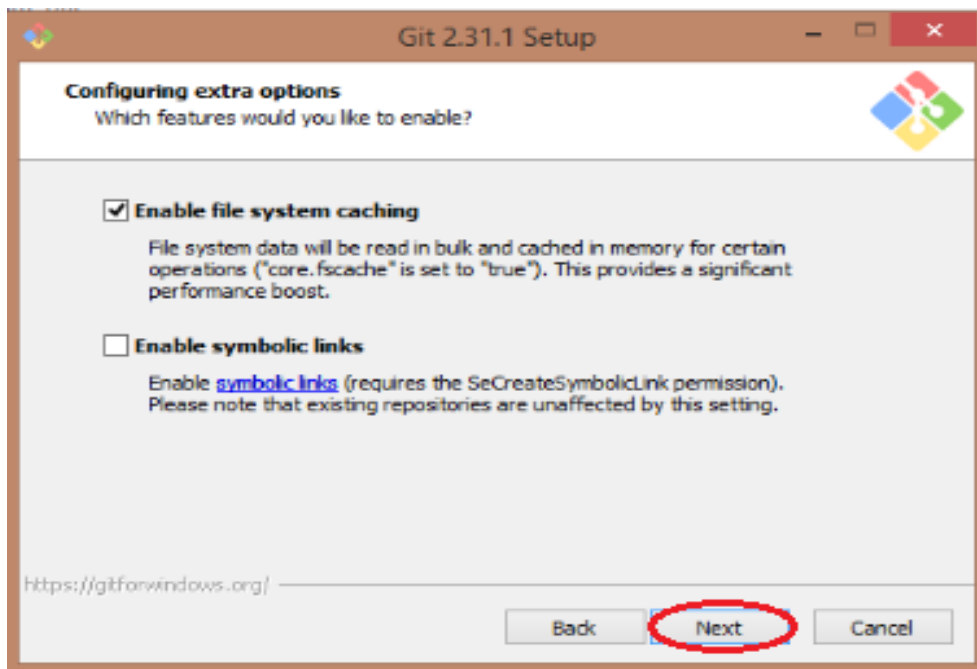 Git 2.31.1 Setup
Configuring extra options
Which features would you like to enable?
Enable file system caching
File system data will be read in bulk and cached in memory for certain
operations ("core.fscache" is set to "true"). This provides a significant
performance boost.
Enable symbolic links
Enable symbolic links (requires the SeCreateSymbolicLink permission).
Please note that existing repositories are unaffected by this setting.
https://gitforwindows.org/
Back Next Cancel